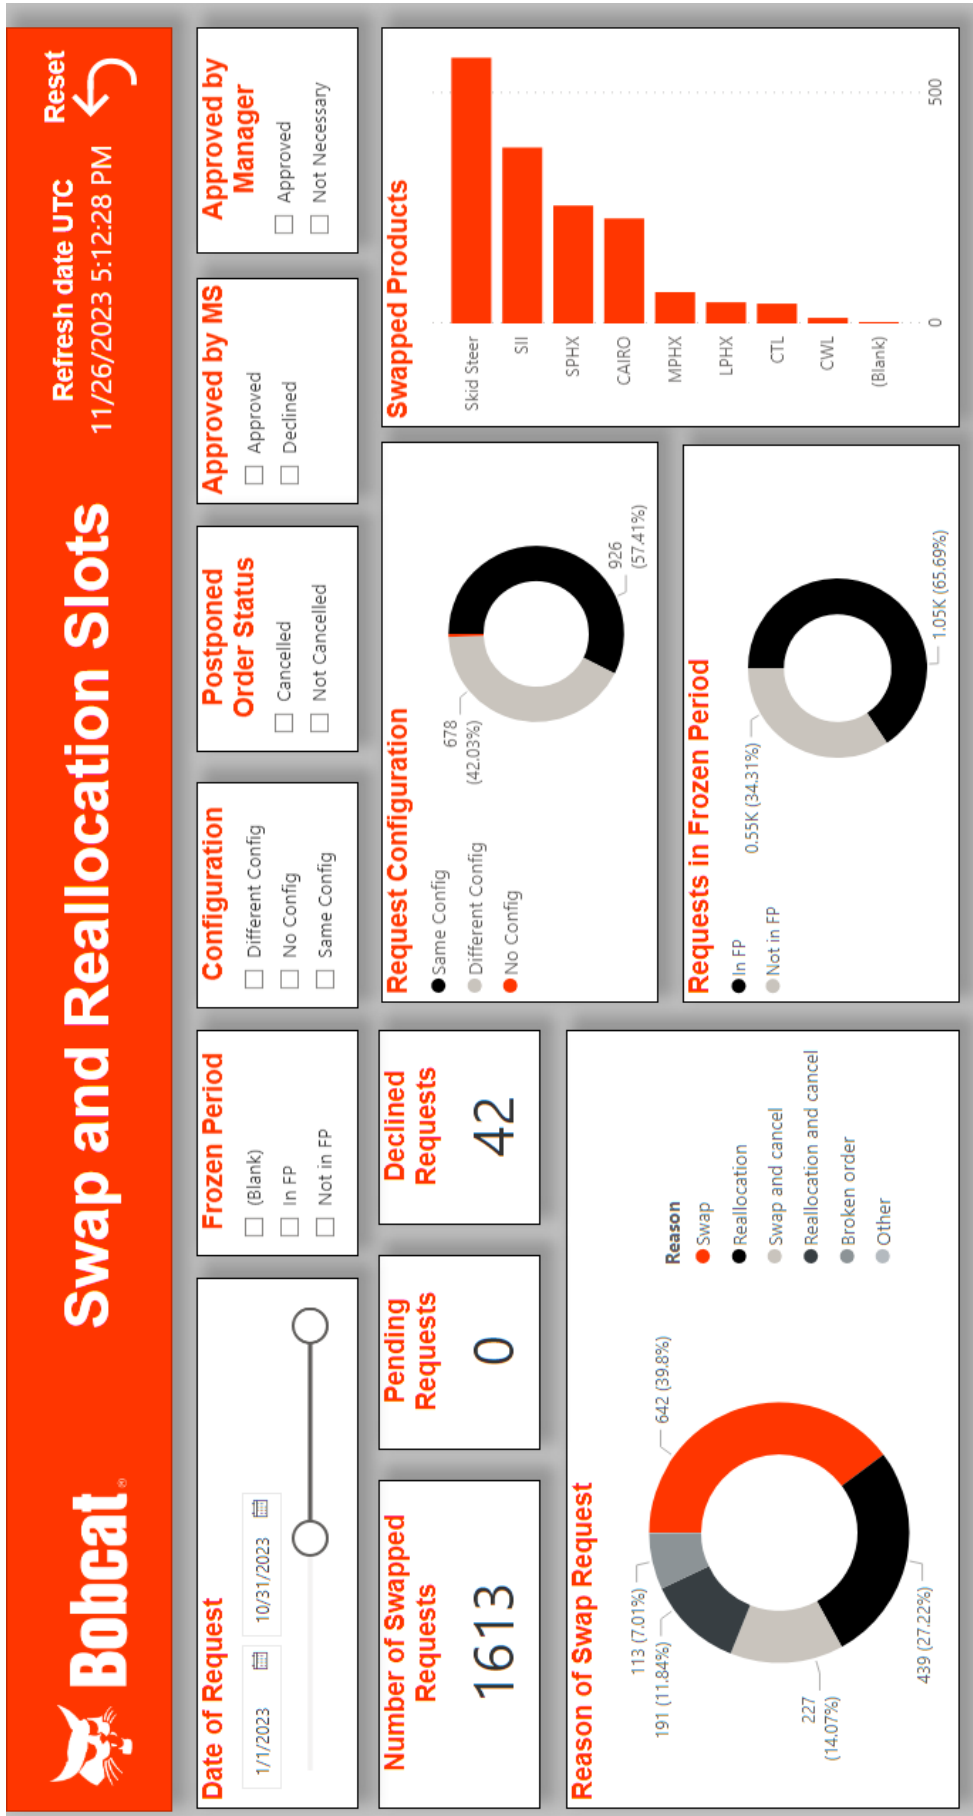 Bobcat®
Swap and Reallocation Slots
Refresh date UTC
11/26/2023 5:12:28 PM
Reset
Date of Request
1/1/2023
10/31/2023
Frozen Period
(Blank)
In FP
Not in FP
Configuration
Different Config
No Config
Same Config
Postponed
Order Status
Cancelled
Not Cancelled
Approved by MS
Approved
Declined
Approved by
Manager
Approved
Not Necessary
Number of Swapped
Requests
1613
Pending
Requests
0
Declined
Requests
42
Request Configuration
Same Config
Different Config
No Config
678
(42.03%)
926
(57.41%)
Swapped Products
Skid Steer
SII
SPHX
CAIRO
MPHX
LPHX
CTL
CWL
(Blank)
0
500
Reason of Swap Request
113 (7.01%)
191 (11.84%)
227
(14.07%)
439 (27.22%)
642 (39.8%)
Reason
Swap
Reallocation
Swap and cancel
Reallocation and cancel
Broken order
Other
Requests in Frozen Period
In FP
Not in FP
0.55K (34.31%)
1.05K (65.69%)